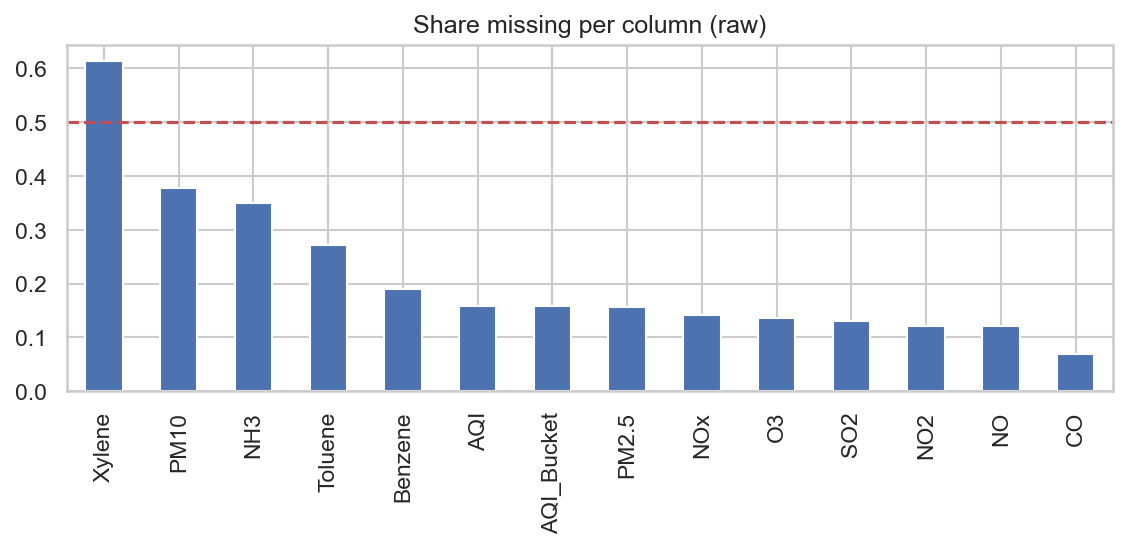 Share missing per column (raw)
0.6
0.5
0.4
0.3
0.2
0.1
0.0
Xylene
PM10
NH3
Toluene
Benzene
AQI
AQI_Bucket
PM2.5
NOx
O3
SO2
NO2
NO
CO